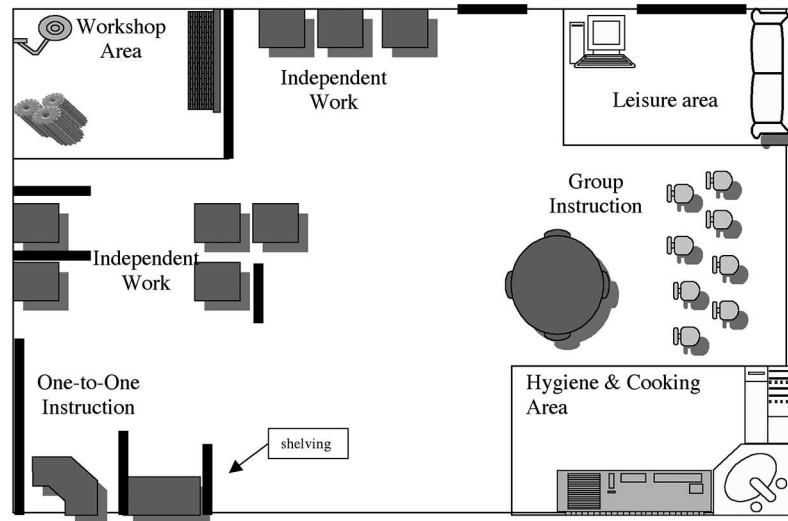 Workshop
Area
Independent
Work
Leisure area
Group
Instruction
Independent
Work
One-to-One
Instruction
Hygiene & Cooking
Area
shelving